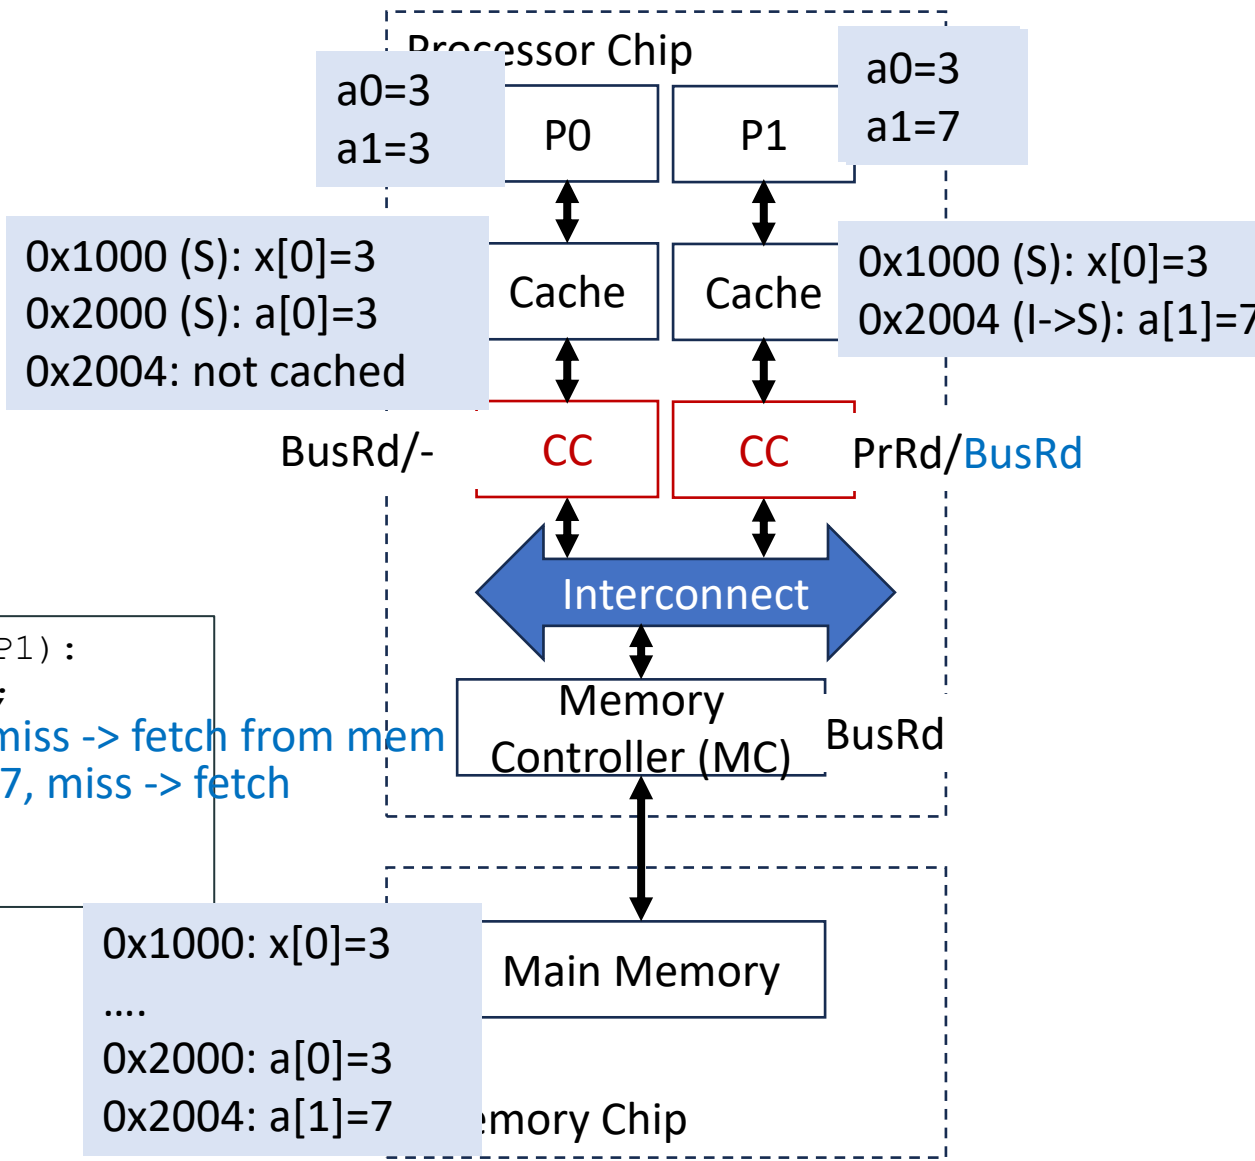 Processor Chip
a0=3
a1=3
P0
P1
a0=3
a1=7
0x1000 (S): x[0]=3
0x2000 (S): a[0]=3
0x2004: not cached
Cache
Cache
0x1000 (S): x[0]=3
0x2004 (I->S): a[1]=7
BusRd/-
CC
CC
PrRd/BusRd
Interconnect
P1):
;
miss -> fetch from mem
7, miss -> fetch
Memory
Controller (MC)
BusRd
0x1000: x[0]=3
....
0x2000: a[0]=3
0x2004: a[1]=7
Main Memory
emory Chip